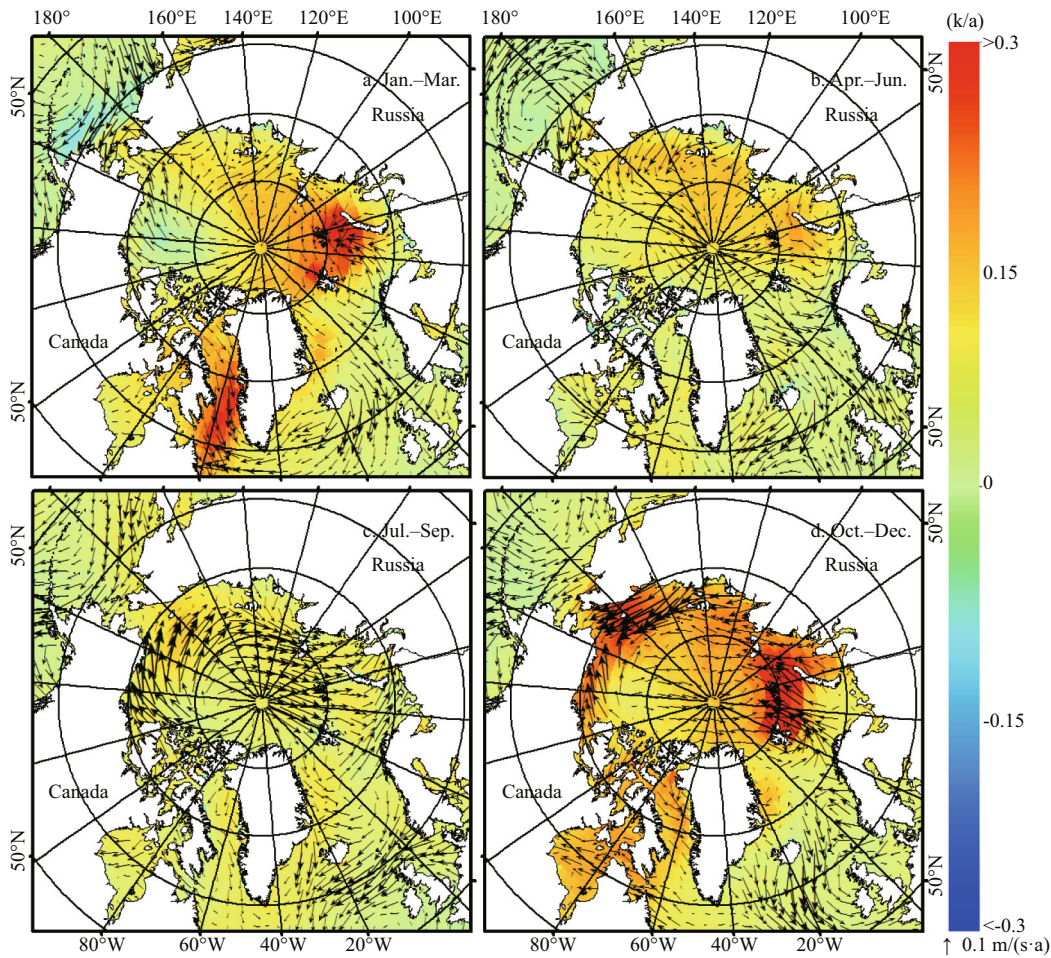 180° 160°E 140°E 120°E 100°E 180° 160°E 140°E 120°E 100°E (k/a)
>0.3
50°N a. Jan.–Mar. Russia Canada 50°N
50°N b. Apr.–Jun. Russia Canada 50°N
0.15
0
50°N c. Jul.–Sep. Russia Canada 50°N
50°N d. Oct.–Dec. Russia Canada 50°N
-0.15
<-0.3
80°W 60°W 40°W 20°W 80°W 60°W 40°W 20°W
↑ 0.1 m/(s·a)